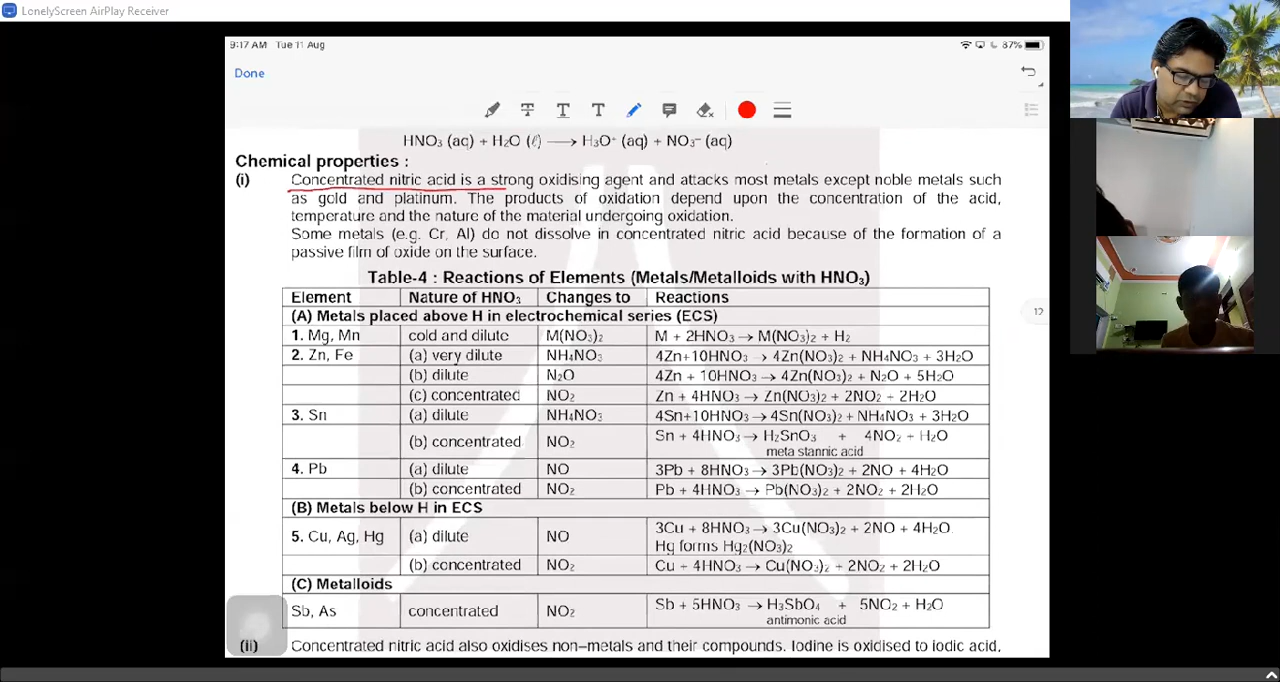 LonelyScreen AirPlay Receiver
9:17 AM Tue 11 Aug
87%
Done
HNO₃ (aq) + H₂O (ℓ) ⟶ H₃O⁺ (aq) + NO₃⁻ (aq)
Chemical properties :
(i) Concentrated nitric acid is a strong oxidising agent and attacks most metals except noble metals such
as gold and platinum. The products of oxidation depend upon the concentration of the acid,
temperature and the nature of the material undergoing oxidation.
Some metals (e.g. Cr, Al) do not dissolve in concentrated nitric acid because of the formation of a
passive film of oxide on the surface.
Table-4 : Reactions of Elements (Metals/Metalloids with HNO₃)
Element Nature of HNO₃ Changes to Reactions
(A) Metals placed above H in electrochemical series (ECS)
12
1. Mg, Mn cold and dilute M(NO₃)₂ M + 2HNO₃ → M(NO₃)₂ + H₂
2. Zn, Fe (a) very dilute NH₄NO₃ 4Zn+10HNO₃ → 4Zn(NO₃)₂ + NH₄NO₃ + 3H₂O
(b) dilute N₂O 4Zn + 10HNO₃ → 4Zn(NO₃)₂ + N₂O + 5H₂O
(c) concentrated NO₂ Zn + 4HNO₃ → Zn(NO₃)₂ + 2NO₂ + 2H₂O
3. Sn (a) dilute NH₄NO₃ 4Sn+10HNO₃ → 4Sn(NO₃)₂ + NH₄NO₃ + 3H₂O
(b) concentrated NO₂ Sn + 4HNO₃ → H₂SnO₃ + 4NO₂ + H₂O
meta stannic acid
4. Pb (a) dilute NO 3Pb + 8HNO₃ → 3Pb(NO₃)₂ + 2NO + 4H₂O
(b) concentrated NO₂ Pb + 4HNO₃ → Pb(NO₃)₂ + 2NO₂ + 2H₂O
(B) Metals below H in ECS
5. Cu, Ag, Hg (a) dilute NO 3Cu + 8HNO₃ → 3Cu(NO₃)₂ + 2NO + 4H₂O.
Hg forms Hg₂(NO₃)₂
(b) concentrated NO₂ Cu + 4HNO₃ → Cu(NO₃)₂ + 2NO₂ + 2H₂O
(C) Metalloids
Sb, As concentrated NO₂ Sb + 5HNO₃ → H₃SbO₄ + 5NO₂ + H₂O
antimonic acid
(ii) Concentrated nitric acid also oxidises non–metals and their compounds. Iodine is oxidised to iodic acid,